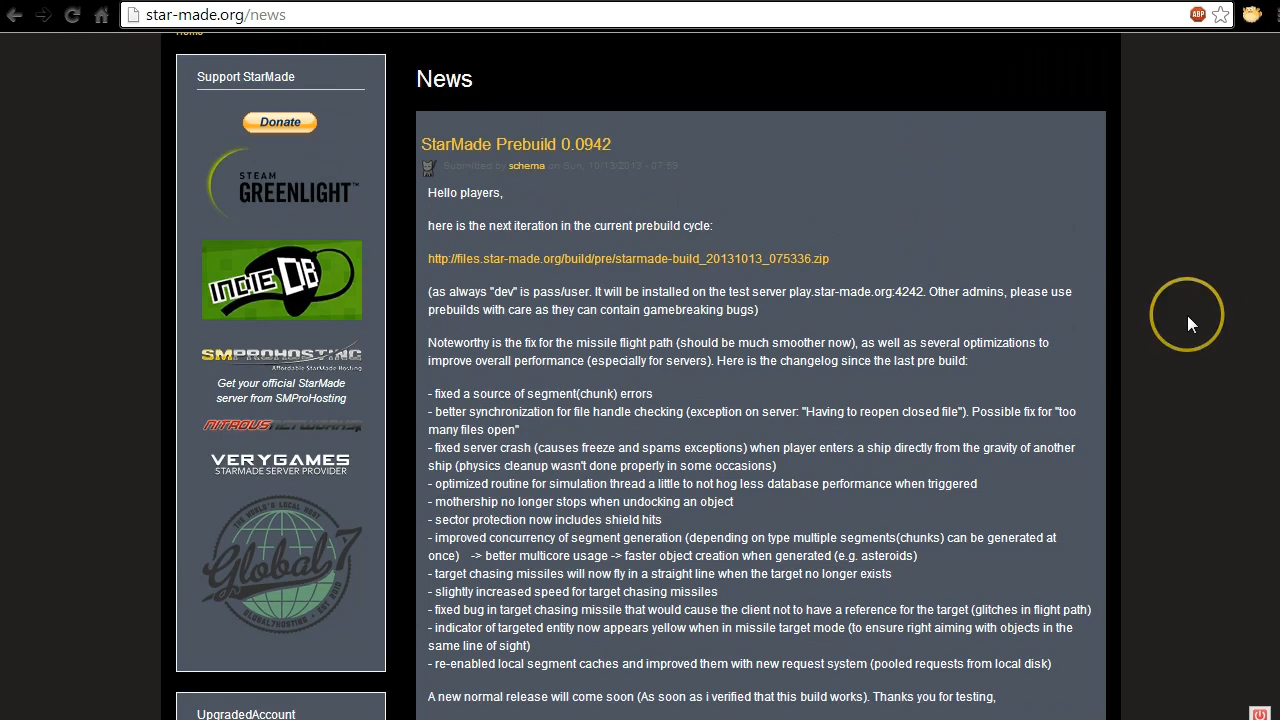 star-made.org/news
ABP
Home
Support StarMade
Donate
STEAM
GREENLIGHT™
INDIE DB
SMPROHOSTING
Affordable StarMade Hosting
Get your official StarMade
server from SMProHosting
NITROUS NETWORKS
VERYGAMES
STARMADE SERVER PROVIDER
THE WORLD'S LOCAL HOST
Global 7
GLOBAL7HOSTING
UpgradedAccount
News
StarMade Prebuild 0.0942
Submitted by schema on Sun, 10/13/2013 - 07:59
Hello players,
here is the next iteration in the current prebuild cycle:
http://files.star-made.org/build/pre/starmade-build_20131013_075336.zip
(as always "dev" is pass/user. It will be installed on the test server play.star-made.org:4242. Other admins, please use
prebuilds with care as they can contain gamebreaking bugs)
Noteworthy is the fix for the missile flight path (should be much smoother now), as well as several optimizations to
improve overall performance (especially for servers). Here is the changelog since the last pre build:
- fixed a source of segment(chunk) errors
- better synchronization for file handle checking (exception on server: "Having to reopen closed file"). Possible fix for "too
many files open"
- fixed server crash (causes freeze and spams exceptions) when player enters a ship directly from the gravity of another
ship (physics cleanup wasn't done properly in some occasions)
- optimized routine for simulation thread a little to not hog less database performance when triggered
- mothership no longer stops when undocking an object
- sector protection now includes shield hits
- improved concurrency of segment generation (depending on type multiple segments(chunks) can be generated at
once) -> better multicore usage -> faster object creation when generated (e.g. asteroids)
- target chasing missiles will now fly in a straight line when the target no longer exists
- slightly increased speed for target chasing missiles
- fixed bug in target chasing missile that would cause the client not to have a reference for the target (glitches in flight path)
- indicator of targeted entity now appears yellow when in missile target mode (to ensure right aiming with objects in the
same line of sight)
- re-enabled local segment caches and improved them with new request system (pooled requests from local disk)
A new normal release will come soon (As soon as i verified that this build works). Thanks you for testing,